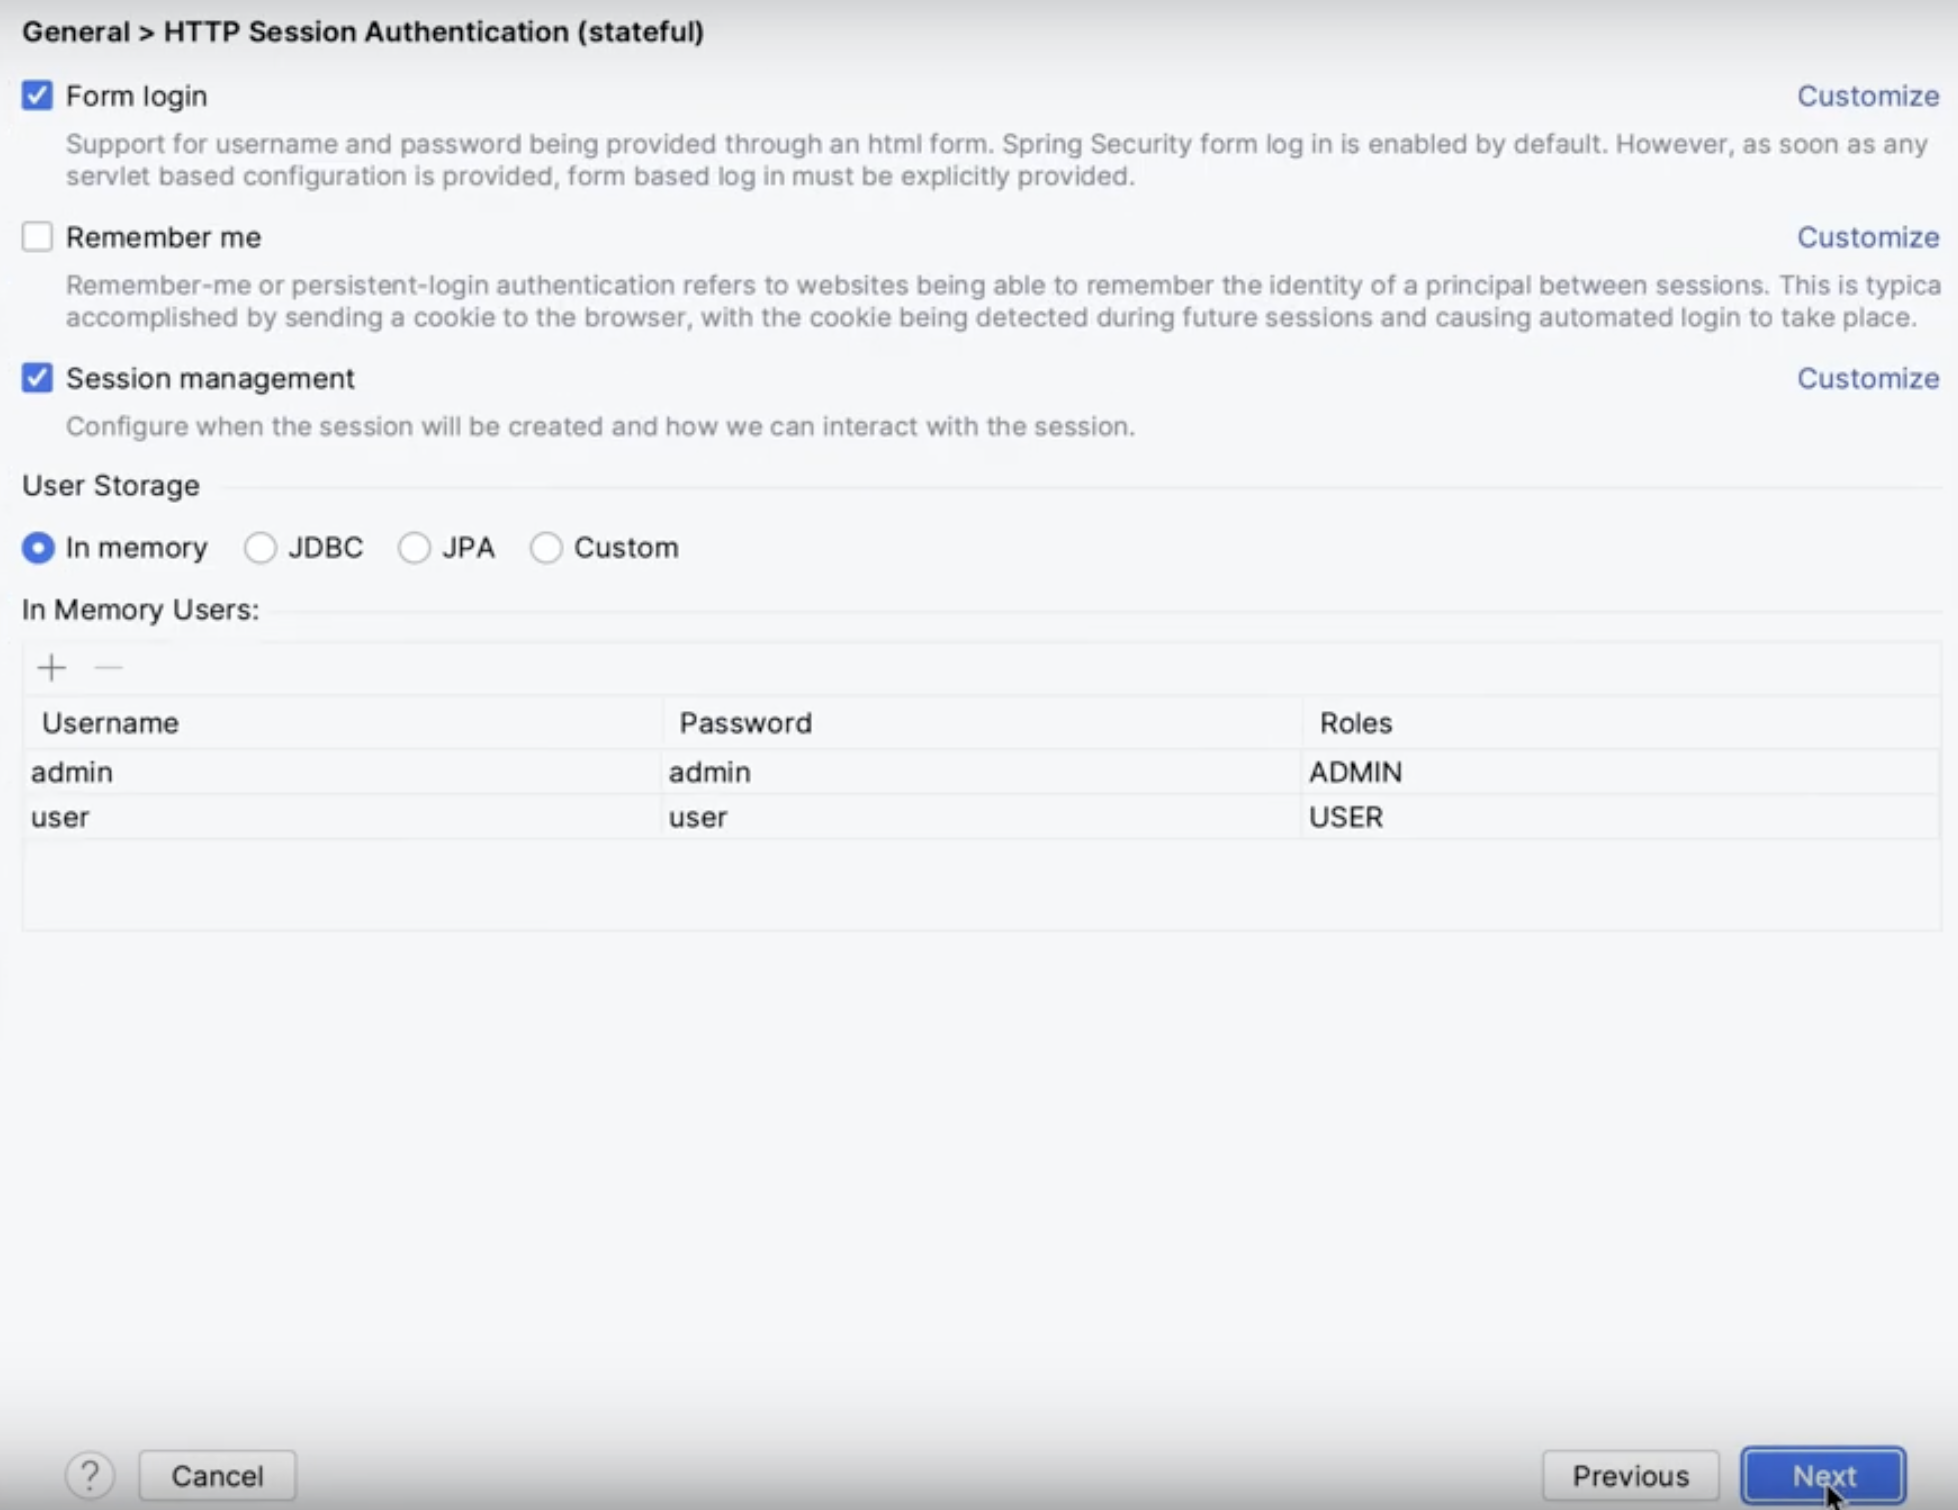 General > HTTP Session Authentication (stateful)
Form login
Customize
Support for username and password being provided through an html form. Spring Security form log in is enabled by default. However, as soon as any
servlet based configuration is provided, form based log in must be explicitly provided.
Remember me
Customize
Remember-me or persistent-login authentication refers to websites being able to remember the identity of a principal between sessions. This is typica
accomplished by sending a cookie to the browser, with the cookie being detected during future sessions and causing automated login to take place.
Session management
Customize
Configure when the session will be created and how we can interact with the session.
User Storage
In memory JDBC JPA Custom
In Memory Users:
Username Password Roles
admin admin ADMIN
user user USER
? Cancel Previous Next